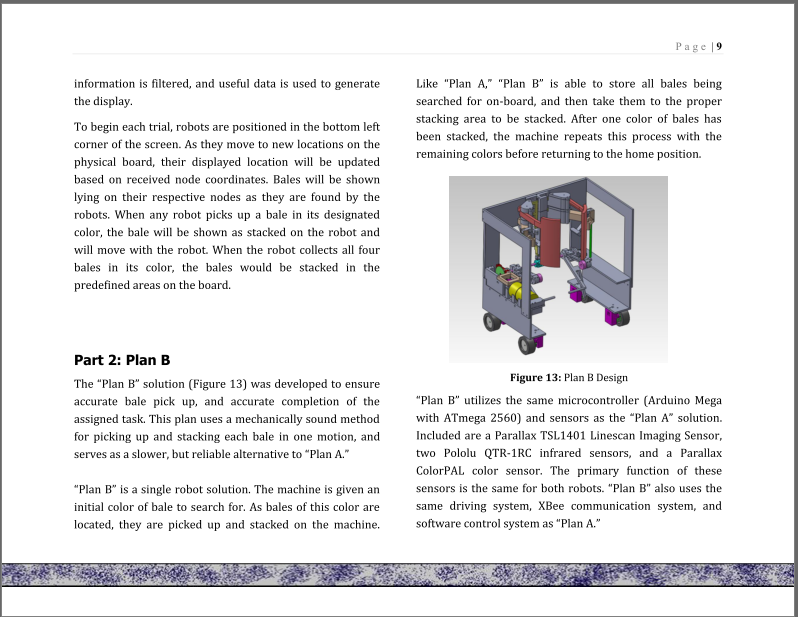 Page | 9
information is filtered, and useful data is used to generate
the display.
To begin each trial, robots are positioned in the bottom left
corner of the screen. As they move to new locations on the
physical board, their displayed location will be updated
based on received node coordinates. Bales will be shown
lying on their respective nodes as they are found by the
robots. When any robot picks up a bale in its designated
color, the bale will be shown as stacked on the robot and
will move with the robot. When the robot collects all four
bales in its color, the bales would be stacked in the
predefined areas on the board.
Part 2: Plan B
The “Plan B” solution (Figure 13) was developed to ensure
accurate bale pick up, and accurate completion of the
assigned task. This plan uses a mechanically sound method
for picking up and stacking each bale in one motion, and
serves as a slower, but reliable alternative to “Plan A.”
“Plan B” is a single robot solution. The machine is given an
initial color of bale to search for. As bales of this color are
located, they are picked up and stacked on the machine.
Like “Plan A,” “Plan B” is able to store all bales being
searched for on-board, and then take them to the proper
stacking area to be stacked. After one color of bales has
been stacked, the machine repeats this process with the
remaining colors before returning to the home position.
Figure 13: Plan B Design
“Plan B” utilizes the same microcontroller (Arduino Mega
with ATmega 2560) and sensors as the “Plan A” solution.
Included are a Parallax TSL1401 Linescan Imaging Sensor,
two Pololu QTR-1RC infrared sensors, and a Parallax
ColorPAL color sensor. The primary function of these
sensors is the same for both robots. “Plan B” also uses the
same driving system, XBee communication system, and
software control system as “Plan A.”